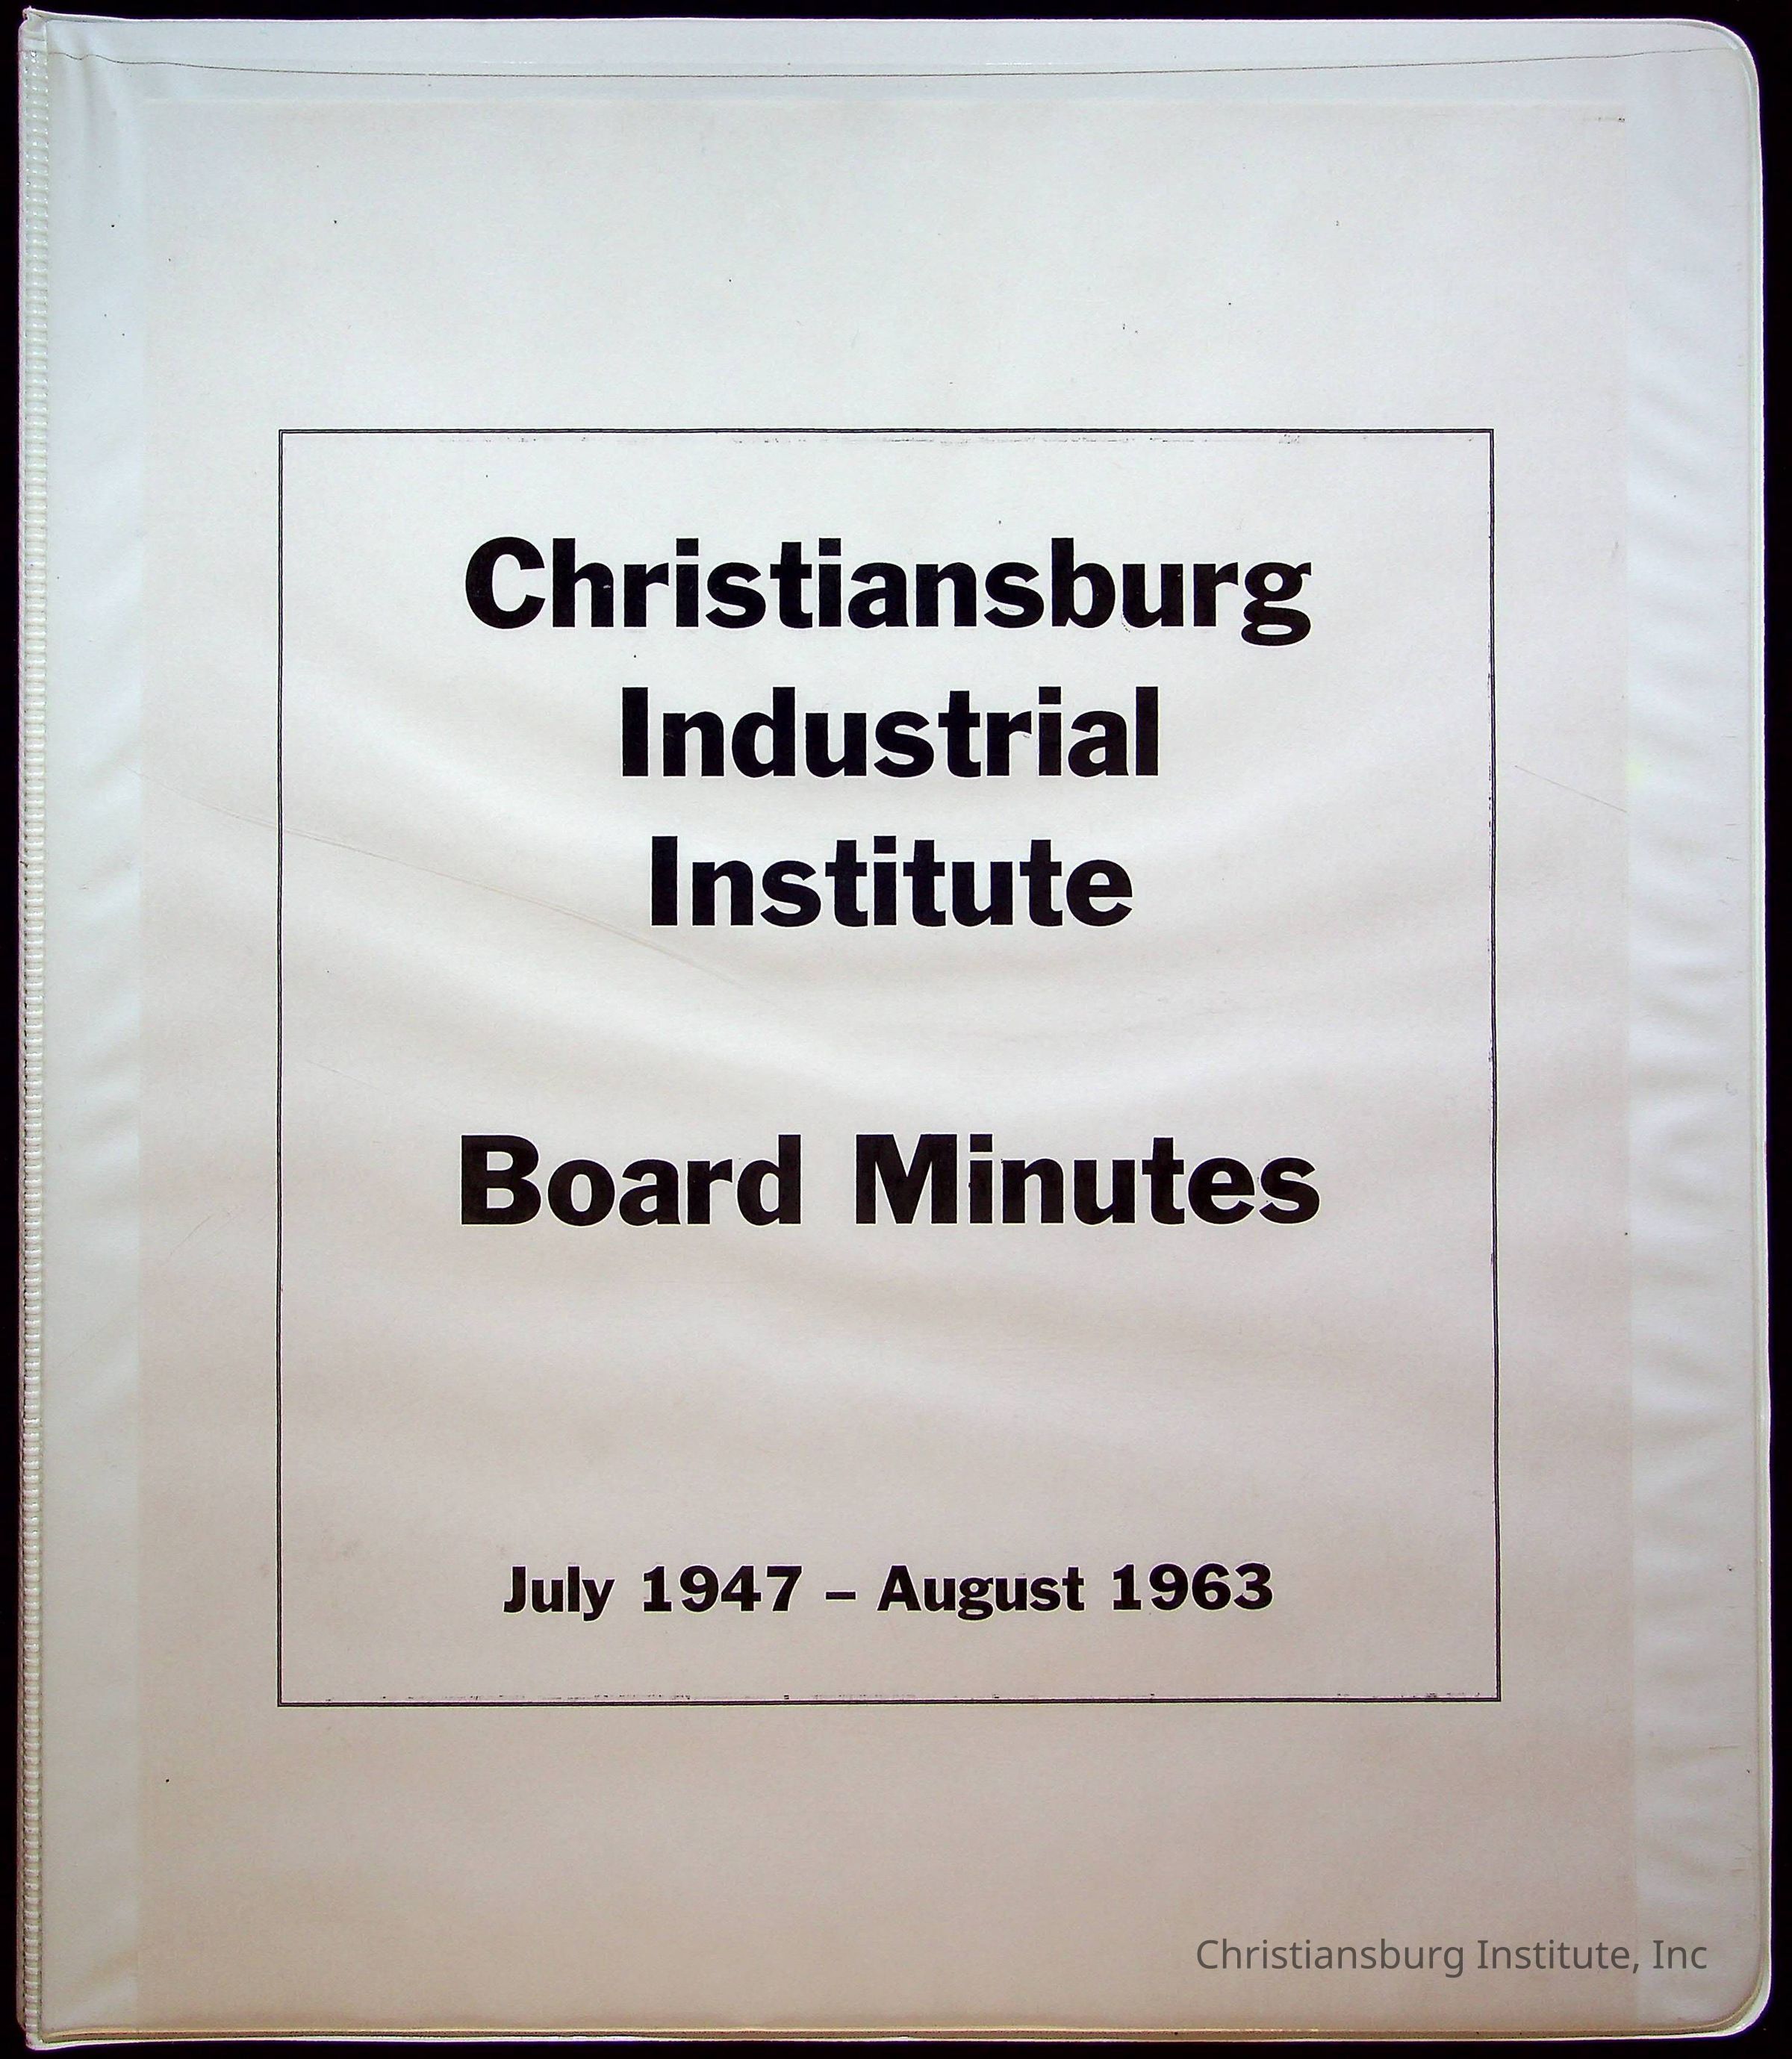 Christiansburg
Industrial
Institute
Board Minutes
July 1947 – August 1963
Christiansburg Institute, Inc